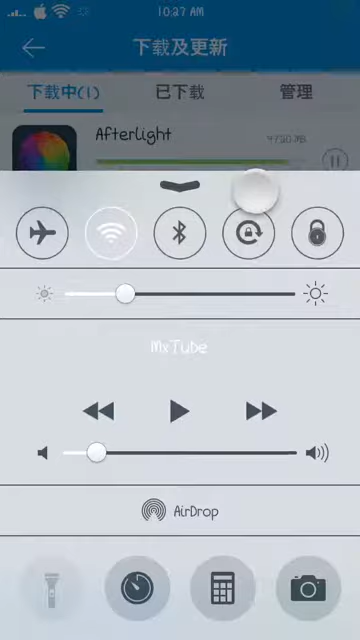 10:27 AM
下载及更新
下载中(1) 已下载 管理
Afterlight
MxTube
AirDrop